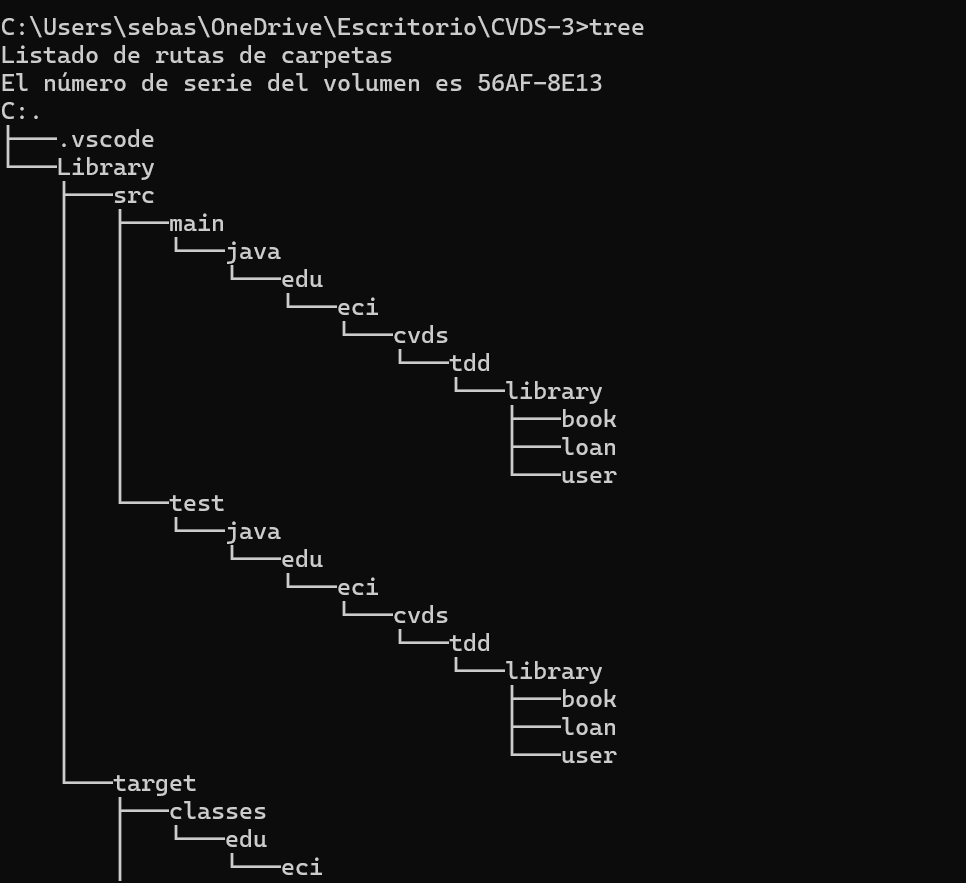 C:\Users\sebas\OneDrive\Escritorio\CVDS-3>tree
Listado de rutas de carpetas
El número de serie del volumen es 56AF-8E13
C:.
├───.vscode
└───Library
    ├───src
    │   ├───main
    │   │   └───java
    │   │       └───edu
    │   │           └───eci
    │   │               └───cvds
    │   │                   └───tdd
    │   │                       └───library
    │   │                           ├───book
    │   │                           ├───loan
    │   │                           └───user
    │   └───test
    │       └───java
    │           └───edu
    │               └───eci
    │                   └───cvds
    │                       └───tdd
    │                           └───library
    │                               ├───book
    │                               ├───loan
    │                               └───user
    └───target
        ├───classes
        │   └───edu
        │       └───eci